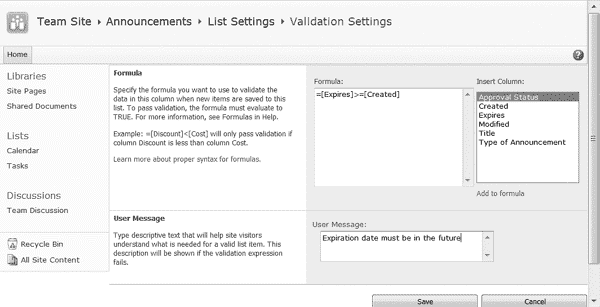 Team Site ▸ Announcements ▸ List Settings ▸ Validation Settings
Home
Libraries
Site Pages
Shared Documents
Lists
Calendar
Tasks
Discussions
Team Discussion
Recycle Bin
All Site Content
Formula
Specify the formula you want to use to validate the
data in this column when new items are saved to this
list. To pass validation, the formula must evaluate to
TRUE. For more information, see Formulas in Help.
Example: =[Discount]<[Cost] will only pass validation if
column Discount is less than column Cost.
Learn more about proper syntax for formulas.
Formula:
=[Expires]>=[Created]
Insert Column:
Approval Status
Created
Expires
Modified
Title
Type of Announcement
Add to formula
User Message
Type descriptive text that will help site visitors
understand what is needed for a valid list item. This
description will be shown if the validation expression
fails.
User Message:
Expiration date must be in the future
Save
Cancel